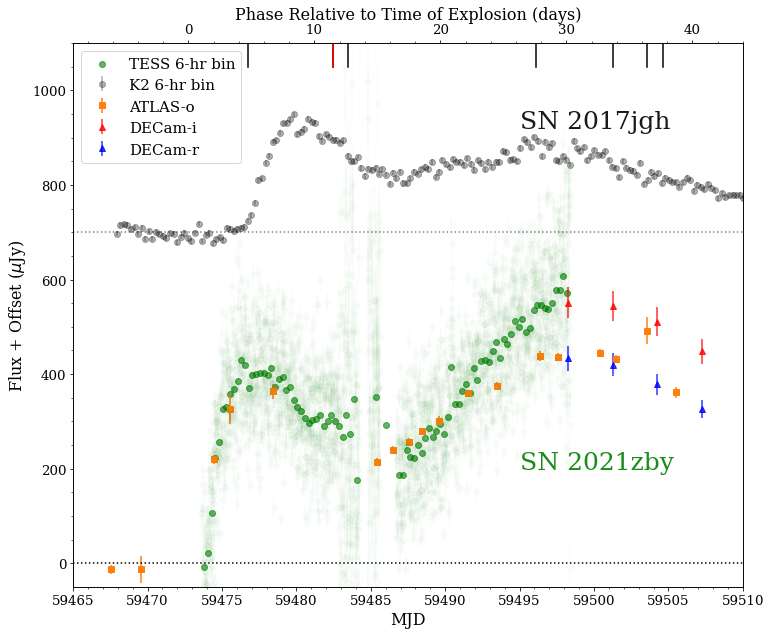 Phase Relative to Time of Explosion (days)
0 10 20 30 40
TESS 6-hr bin
K2 6-hr bin
ATLAS-o
DECam-i
DECam-r
SN 2017jgh
SN 2021zby
Flux + Offset (μJy)
1000
800
600
400
200
0
59465 59470 59475 59480 59485 59490 59495 59500 59505 59510
MJD